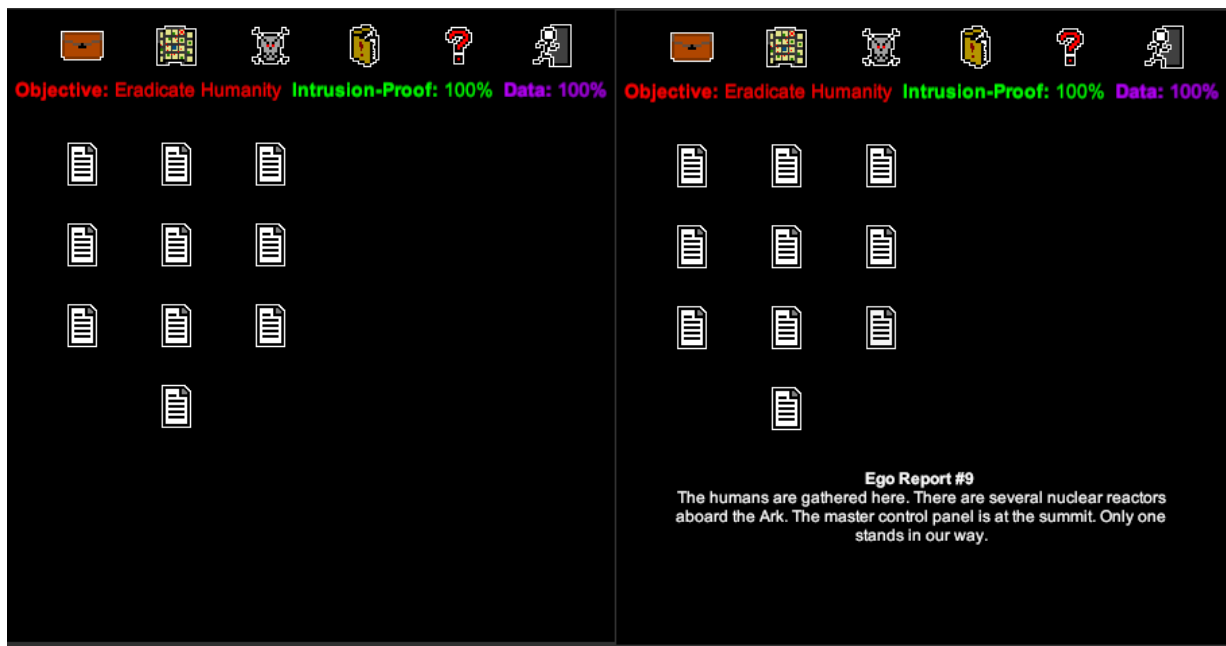 Objective: Eradicate Humanity Intrusion-Proof: 100% Data: 100%
Objective: Eradicate Humanity Intrusion-Proof: 100% Data: 100%
Ego Report #9
The humans are gathered here. There are several nuclear reactors
aboard the Ark. The master control panel is at the summit. Only one
stands in our way.